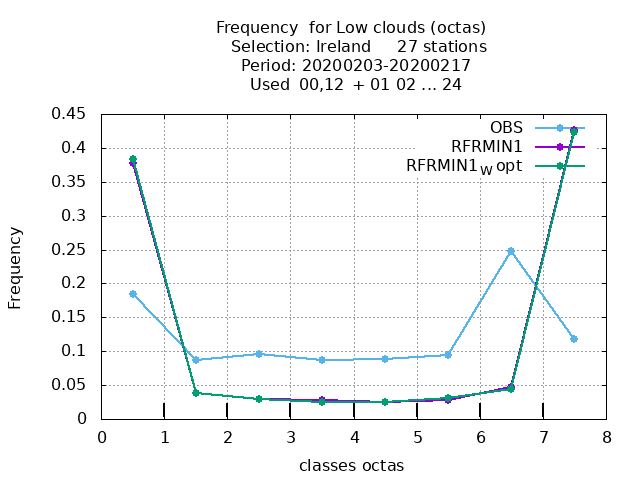 Frequency  for Low clouds (octas)
Selection: Ireland     27 stations
Period: 20200203-20200217
Used  00,12  + 01 02 ... 24
0.45
0.4
0.35
0.3
0.25
0.2
0.15
0.1
0.05
0
Frequency
OBS
RFRMIN1
RFRMIN1W opt
0 1 2 3 4 5 6 7 8
classes octas